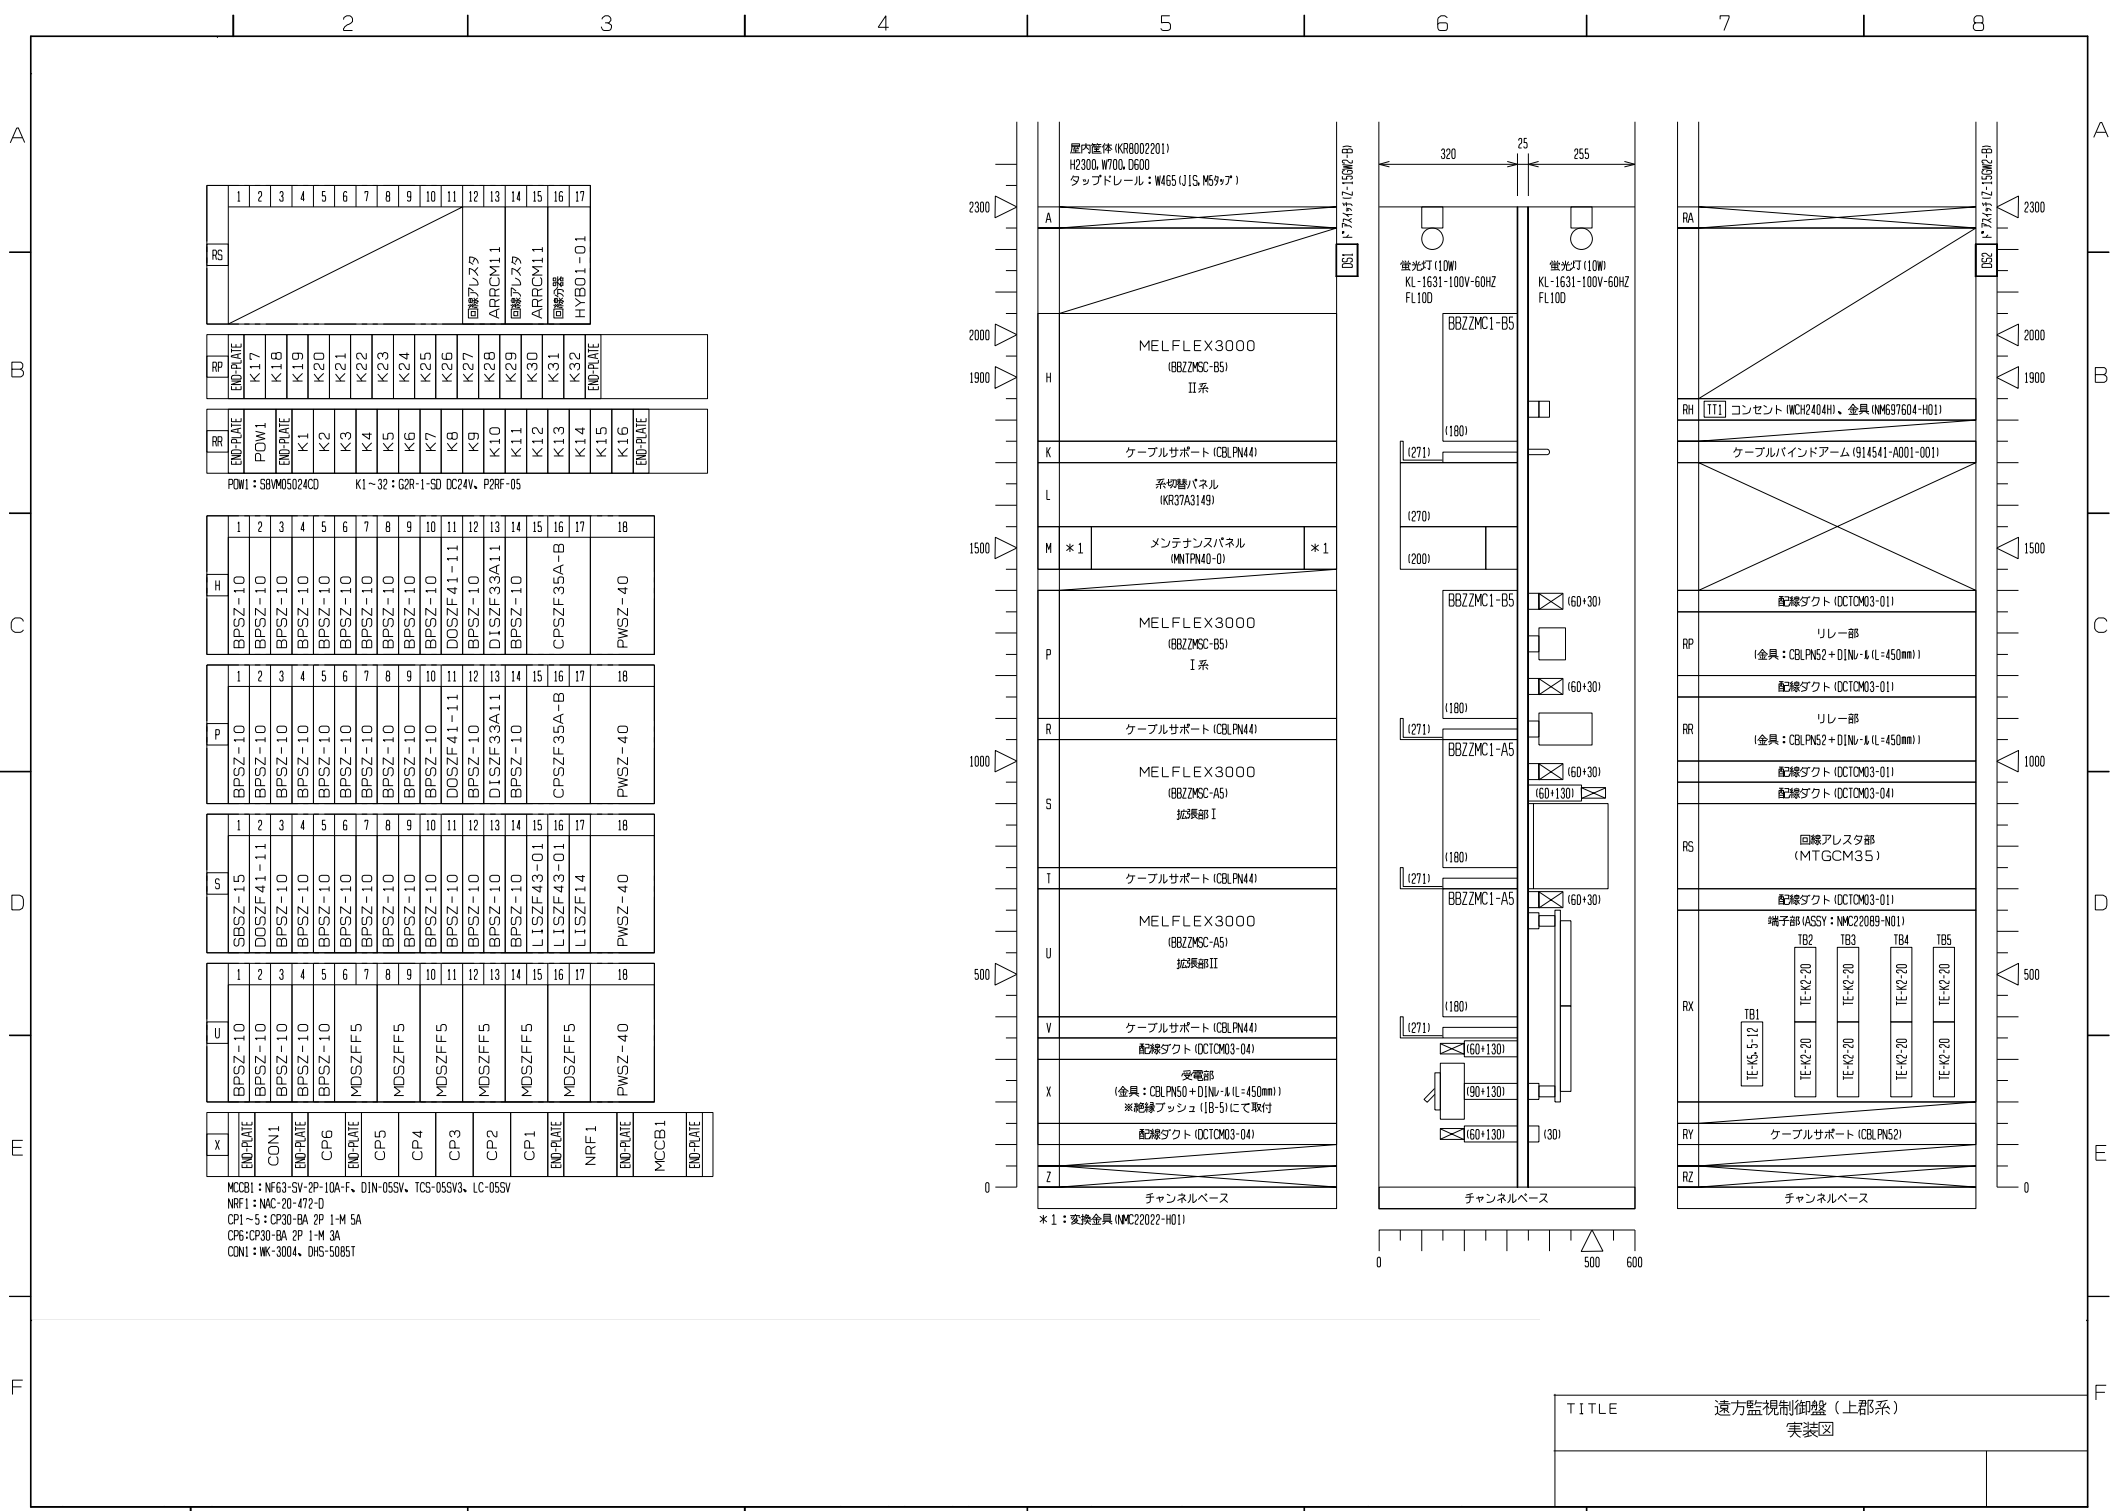 2 3 4 5 6 7 8
A
B
C
D
E
F
1 2 3 4 5 6 7 8 9 10 11 12 13 14 15 16 17
RS
回線アレスタ
ARRCM11
回線アレスタ
ARRCM11
回線分器
HYB01-01
RP END-PLATE K17 K18 K19 K20 K21 K22 K23 K24 K25 K26 K27 K28 K29 K30 K31 K32 END-PLATE
RR END-PLATE POW1 END-PLATE K1 K2 K3 K4 K5 K6 K7 K8 K9 K10 K11 K12 K13 K14 K15 K16 END-PLATE
POW1：S8VM05024CD K1～32：G2R-1-SD DC24V、P2RF-05
1 2 3 4 5 6 7 8 9 10 11 12 13 14 15 16 17 18
H BPSZ-10 BPSZ-10 BPSZ-10 BPSZ-10 BPSZ-10 BPSZ-10 BPSZ-10 BPSZ-10 BPSZ-10 BPSZ-10 DOSZF41-11 BPSZ-10 DISZF33A11 BPSZ-10 CPSZF35A-B PWSZ-40
1 2 3 4 5 6 7 8 9 10 11 12 13 14 15 16 17 18
P BPSZ-10 BPSZ-10 BPSZ-10 BPSZ-10 BPSZ-10 BPSZ-10 BPSZ-10 BPSZ-10 BPSZ-10 BPSZ-10 DOSZF41-11 BPSZ-10 DISZF33A11 BPSZ-10 CPSZF35A-B PWSZ-40
1 2 3 4 5 6 7 8 9 10 11 12 13 14 15 16 17 18
S SBSZ-15 DOSZF41-11 BPSZ-10 BPSZ-10 BPSZ-10 BPSZ-10 BPSZ-10 BPSZ-10 BPSZ-10 BPSZ-10 BPSZ-10 BPSZ-10 BPSZ-10 BPSZ-10 LISZF43-01 LISZF43-01 LISZF14 PWSZ-40
1 2 3 4 5 6 7 8 9 10 11 12 13 14 15 16 17 18
U BPSZ-10 BPSZ-10 BPSZ-10 BPSZ-10 BPSZ-10 MDSZFF5 MDSZFF5 MDSZFF5 MDSZFF5 MDSZFF5 MDSZFF5 PWSZ-40
X END-PLATE CON1 END-PLATE CP6 END-PLATE CP5 CP4 CP3 CP2 CP1 END-PLATE NRF1 END-PLATE MCCB1 END-PLATE
MCCB1：NF63-SV-2P-10A-F、DIN-05SV、TCS-05SV3、LC-05SV
NRF1：NAC-20-472-D
CP1～5：CP30-BA 2P 1-M 5A
CP6:CP30-BA 2P 1-M 3A
CON1：WK-3004、DHS-5085T
屋内筐体(KR8002201)
H2300,W700,D600
タップドレール：W465(JIS,M5タップ)
2300
2000
1900
1500
1000
500
0
A
H
MELFLEX3000
(BBZZMSC-B5)
II系
K ケーブルサポート(CBLPN44)
L 系切替パネル
(KR37A3149)
M ＊1 メンテナンスパネル ＊1
(MNTPN40-0)
P
MELFLEX3000
(BBZZMSC-B5)
I系
R ケーブルサポート(CBLPN44)
S
MELFLEX3000
(BBZZMSC-A5)
拡張部I
T ケーブルサポート(CBLPN44)
U
MELFLEX3000
(BBZZMSC-A5)
拡張部II
V ケーブルサポート(CBLPN44)
配線ダクト(DCTCM03-04)
X 受電部
(金具：CBLPN50+DINレール(L=450mm))
※絶縁ブッシュ(IB-5)にて取付
配線ダクト(DCTCM03-04)
Z
チャンネルベース
＊1：変換金具(NMC22022-H01)
ドアスイッチ(Z-15GW2-B)
DS1
320 25 255
蛍光灯(10W)
KL-1631-100V-60HZ
FL10D
蛍光灯(10W)
KL-1631-100V-60HZ
FL10D
BBZZMC1-B5
(180)
(271)
(270)
(200)
BBZZMC1-B5 (60+30)
(60+30)
(180)
(271)
BBZZMC1-A5
(60+30)
(60+130)
(180)
(271)
BBZZMC1-A5 (60+30)
(180)
(271)
(60+130)
(90+130)
(60+130) (30)
チャンネルベース
0 500 600
RA
ドアスイッチ(Z-15GW2-B)
DS2
RH TT1 コンセント(WCH2404H)、金具(NM697604-H01)
ケーブルバインドアーム(914541-A001-001)
配線ダクト(DCTCM03-01)
RP リレー部
(金具：CBLPN52+DINレール(L=450mm))
配線ダクト(DCTCM03-01)
RR リレー部
(金具：CBLPN52+DINレール(L=450mm))
配線ダクト(DCTCM03-01)
配線ダクト(DCTCM03-04)
RS 回線アレスタ部
(MTGCM35)
配線ダクト(DCTCM03-01)
端子部(ASSY：NMC22089-N01)
TB2 TB3 TB4 TB5
TE-K2-20 TE-K2-20 TE-K2-20 TE-K2-20
RX
TB1
TE-K5.5-12 TE-K2-20 TE-K2-20 TE-K2-20 TE-K2-20
RY ケーブルサポート(CBLPN52)
RZ
チャンネルベース
2300
2000
1900
1500
1000
500
0
A
B
C
D
E
F
TITLE 遠方監視制御盤（上郡系）
実装図